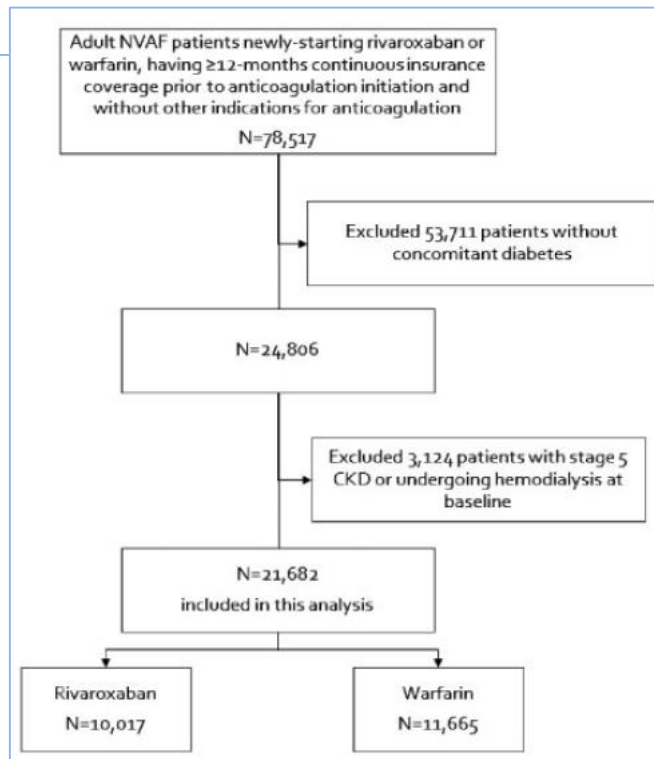 Adult NVAF patients newly-starting rivaroxaban or
warfarin, having ≥12-months continuous insurance
coverage prior to anticoagulation initiation and
without other indications for anticoagulation
N=78,517
Excluded 53,711 patients without
concomitant diabetes
N=24,806
Excluded 3,124 patients with stage 5
CKD or undergoing hemodialysis at
baseline
N=21,682
included in this analysis
Rivaroxaban
N=10,017
Warfarin
N=11,665